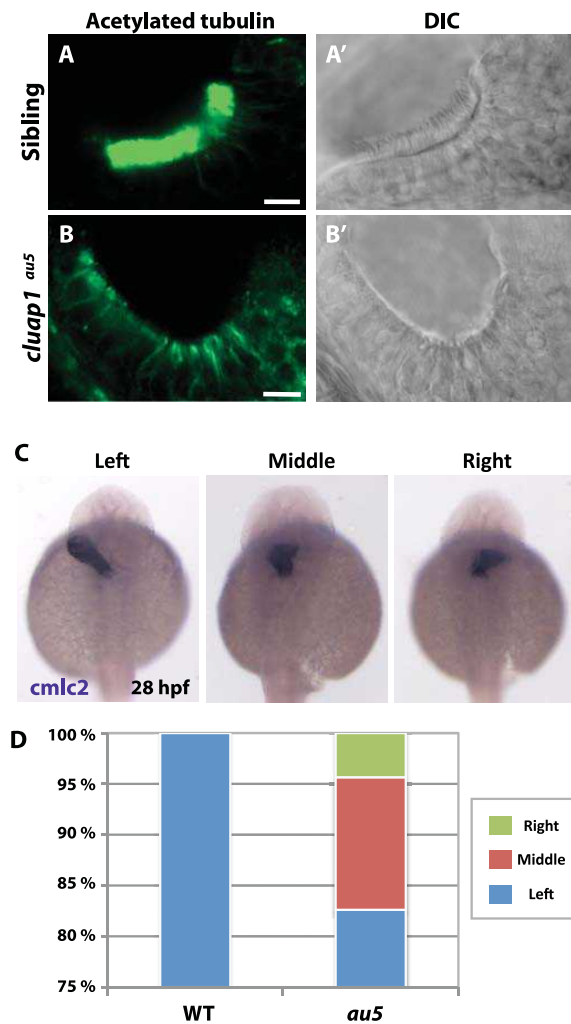 Acetylated tubulin
DIC
Sibling
A
A′
cluap1 au5
B
B′
C
Left
Middle
Right
cmlc2
28 hpf
D
100 %
95 %
90 %
85 %
80 %
75 %
WT
au5
Right
Middle
Left